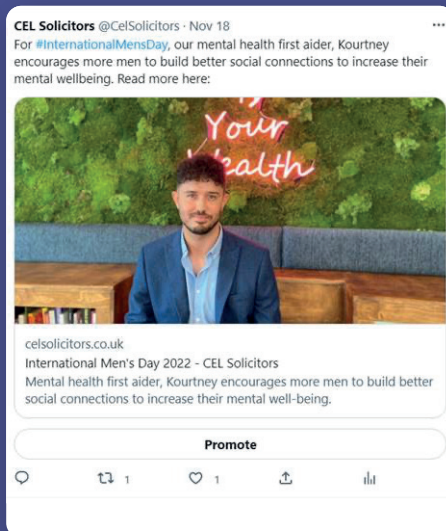 CEL Solicitors @CelSolicitors · Nov 18
For #InternationalMensDay, our mental health first aider, Kourtney
encourages more men to build better social connections to increase their
mental wellbeing. Read more here:
Your
celsolicitors.co.uk
International Men's Day 2022 - CEL Solicitors
Mental health first aider, Kourtney encourages more men to build better
social connections to increase their mental well-being.
Promote
1
1